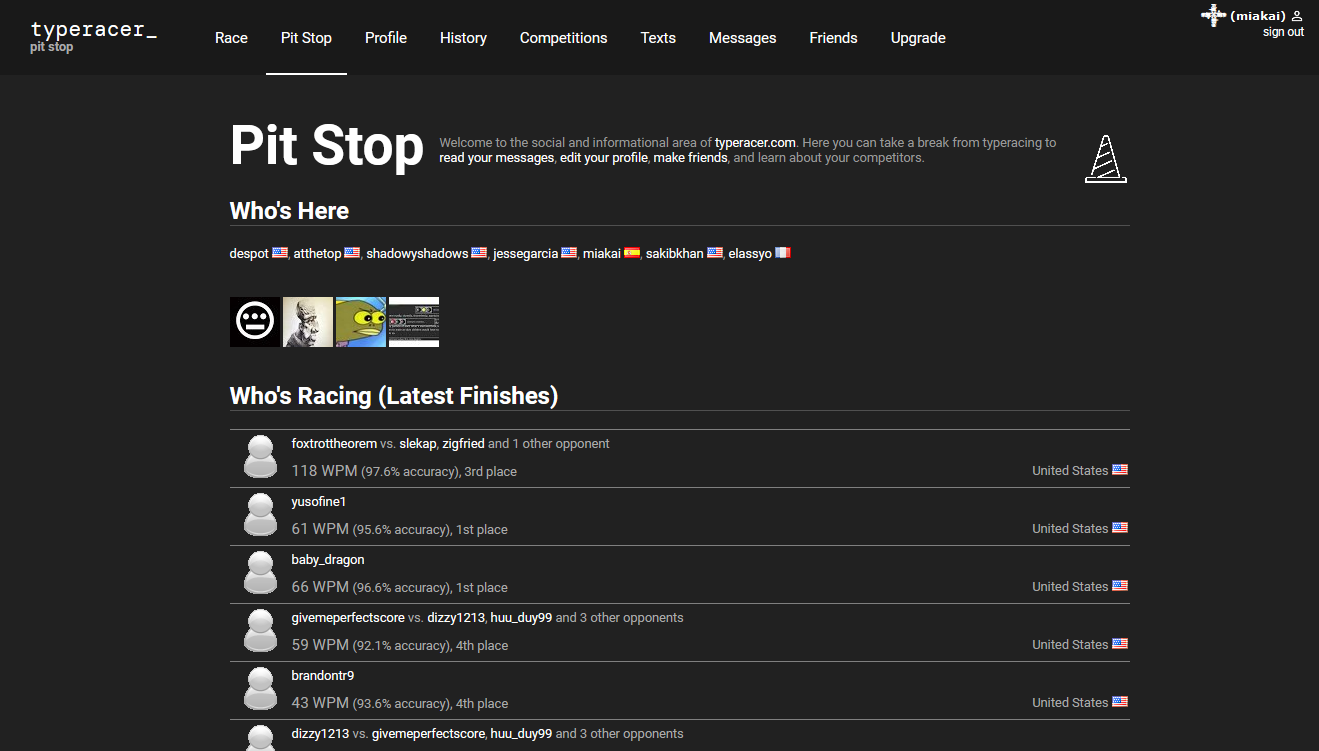 typeracer_
pit stop
Race Pit Stop Profile History Competitions Texts Messages Friends Upgrade
(miakai)
sign out
Pit Stop
Welcome to the social and informational area of typeracer.com. Here you can take a break from typeracing to
read your messages, edit your profile, make friends, and learn about your competitors.
Who's Here
despot , atthetop , shadowyshadows , jessegarcia , miakai , sakibkhan , elassyo
Who's Racing (Latest Finishes)
foxtrottheorem vs. slekap, zigfried and 1 other opponent
118 WPM (97.6% accuracy), 3rd place United States
yusofine1
61 WPM (95.6% accuracy), 1st place United States
baby_dragon
66 WPM (96.6% accuracy), 1st place United States
givemeperfectscore vs. dizzy1213, huu_duy99 and 3 other opponents
59 WPM (92.1% accuracy), 4th place United States
brandontr9
43 WPM (93.6% accuracy), 4th place United States
dizzy1213 vs. givemeperfectscore, huu_duy99 and 3 other opponents